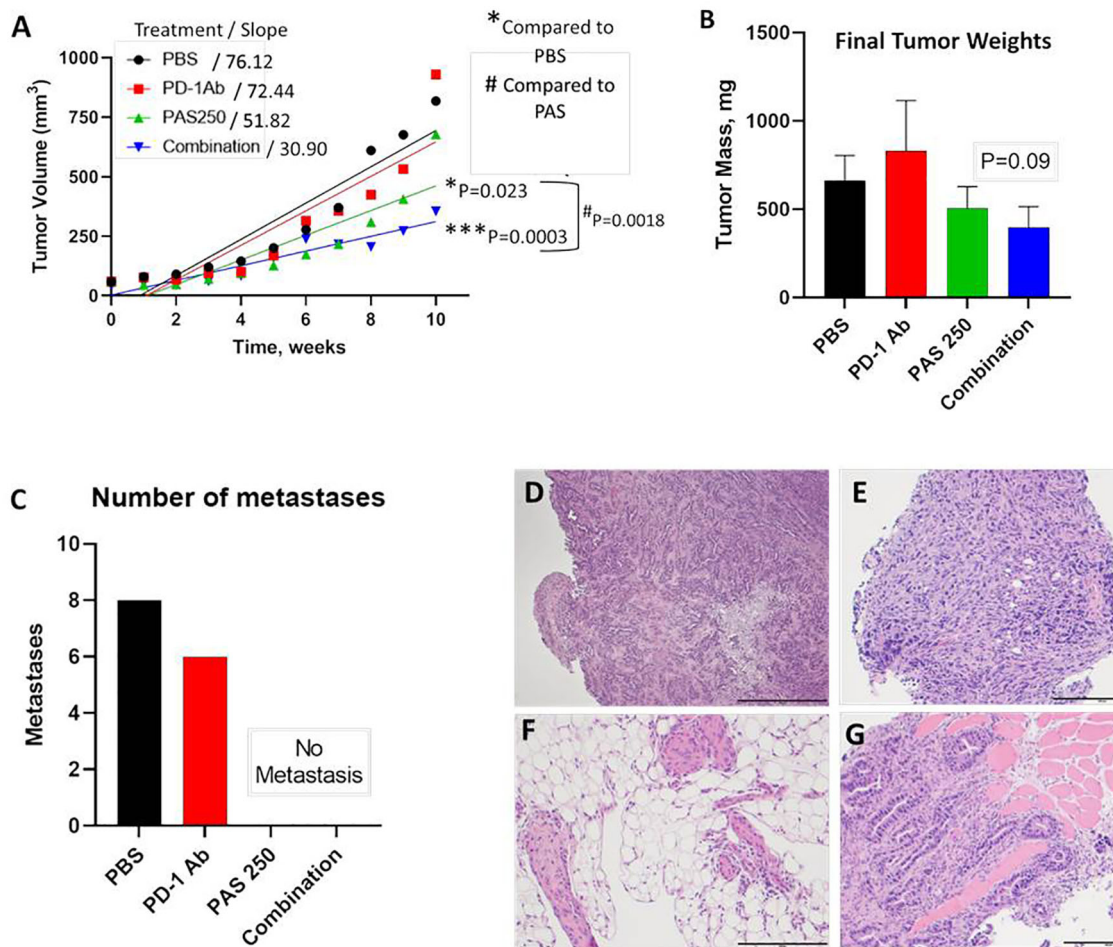 A
Treatment / Slope
PBS / 76.12
PD-1Ab / 72.44
PAS250 / 51.82
Combination / 30.90
* Compared to
PBS
# Compared to
PAS
Tumor Volume (mm³)
1000
750
500
250
0
0 2 4 6 8 10
Time, weeks
*P=0.023
***P=0.0003
#P=0.0018
B
Final Tumor Weights
Tumor Mass, mg
1500
1000
500
0
P=0.09
PBS
PD-1 Ab
PAS 250
Combination
C
Number of metastases
Metastases
10
8
6
4
2
0
No
Metastasis
PBS
PD-1 Ab
PAS 250
Combination
D
E
F
G